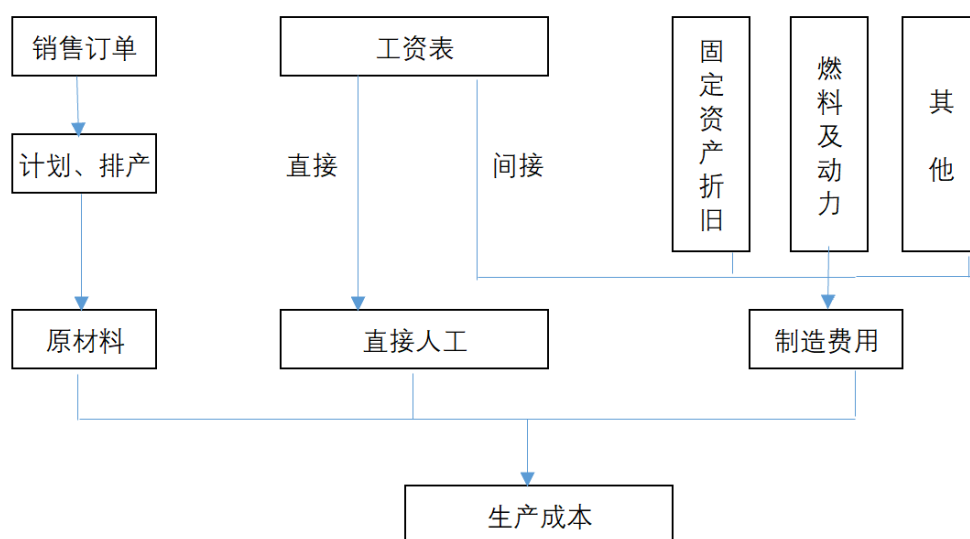 销售订单
工资表
固定资产折旧
燃料及动力
其他
计划、排产
直接
间接
原材料
直接人工
制造费用
生产成本